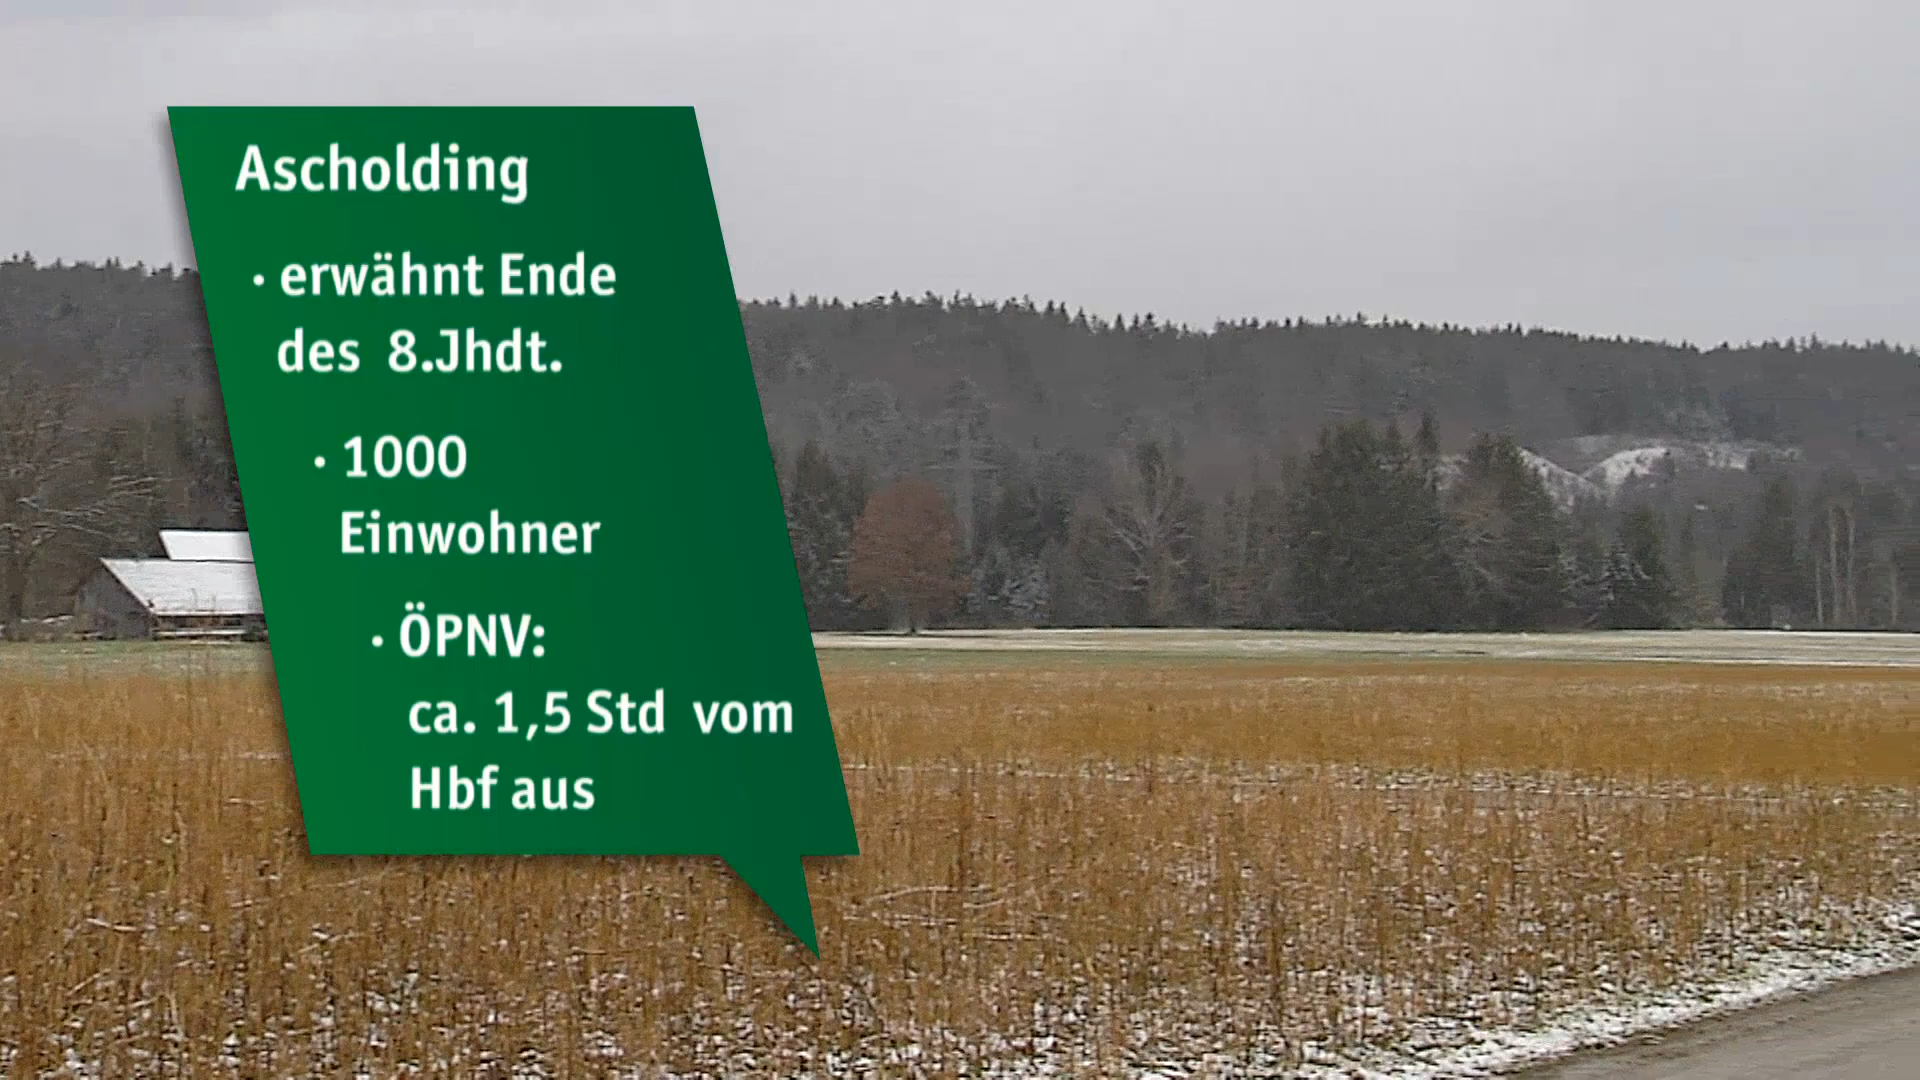 Ascholding
· erwähnt Ende
des 8.Jhdt.
· 1000
Einwohner
· ÖPNV:
ca. 1,5 Std vom
Hbf aus